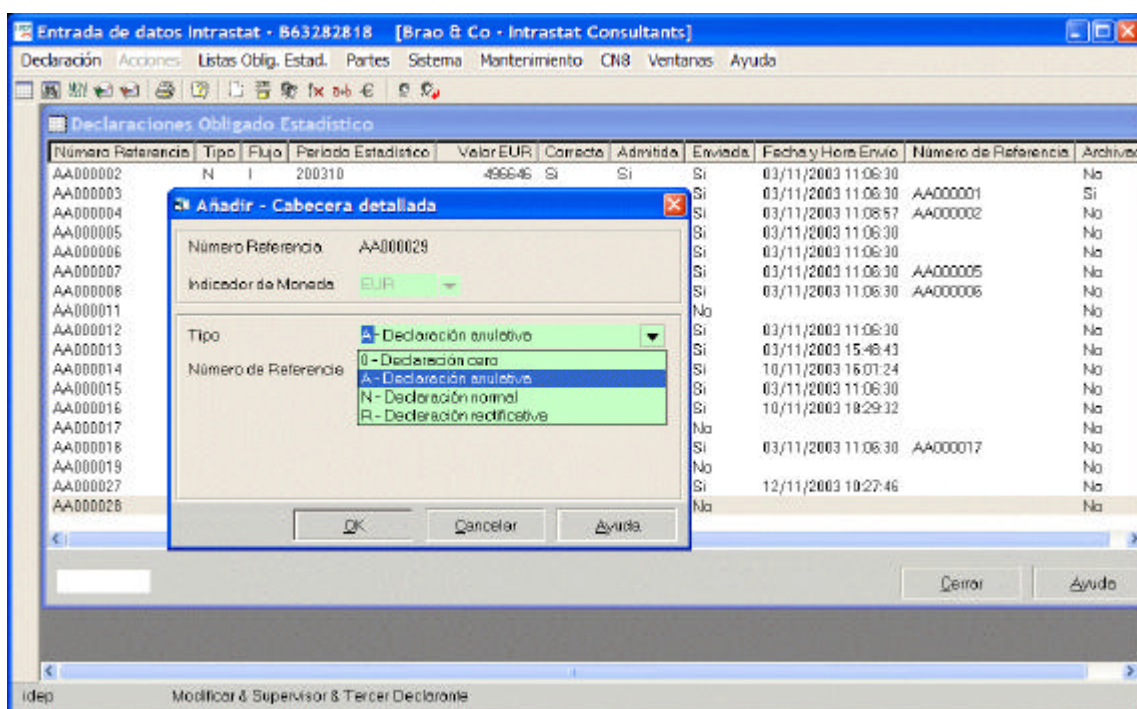 Entrada de datos Intrastat - B63282818 [Brao & Co - Intrastat Consultants]
Declaración Acciones Listas Oblig. Estad. Partes Sistema Mantenimiento CN8 Ventanas Ayuda
Declaraciones Obligado Estadístico
Número Referencia Tipo Flujo Periodo Estadístico Valor EUR Correcta Admitida Enviada Fecha y Hora Envío Número de Referencia Archivad
AA000002 N I 200310 496646 Si Si Si 03/11/2003 11:06:30 No
AA000003 Si 03/11/2003 11:06:30 AA000001 Si
AA000004 Si 03/11/2003 11:08:57 AA000002 No
AA000005 Si 03/11/2003 11:06:30 No
AA000006 Si 03/11/2003 11:06:30 No
AA000007 Si 03/11/2003 11:06:30 AA000005 No
AA000008 Si 03/11/2003 11:06:30 AA000006 No
AA000011 No No
AA000012 Si 03/11/2003 11:06:30 No
AA000013 Si 03/11/2003 15:48:43 No
AA000014 Si 10/11/2003 16:01:24 No
AA000015 Si 03/11/2003 11:06:30 No
AA000016 Si 10/11/2003 18:29:32 No
AA000017 No No
AA000018 Si 03/11/2003 11:06:30 AA000017 No
AA000019 No No
AA000027 Si 12/11/2003 10:27:46 No
AA000028 No No
Añadir - Cabecera detallada
Número Referencia AA000029
Indicador de Moneda EUR
Tipo A - Declaración anulativa
Número de Referencia
0 - Declaración cero
A - Declaración anulativa
N - Declaración normal
R - Declaración rectificativa
OK Cancelar Ayuda
Cerrar Ayuda
idep Modificar & Supervisor & Tercer Declarante